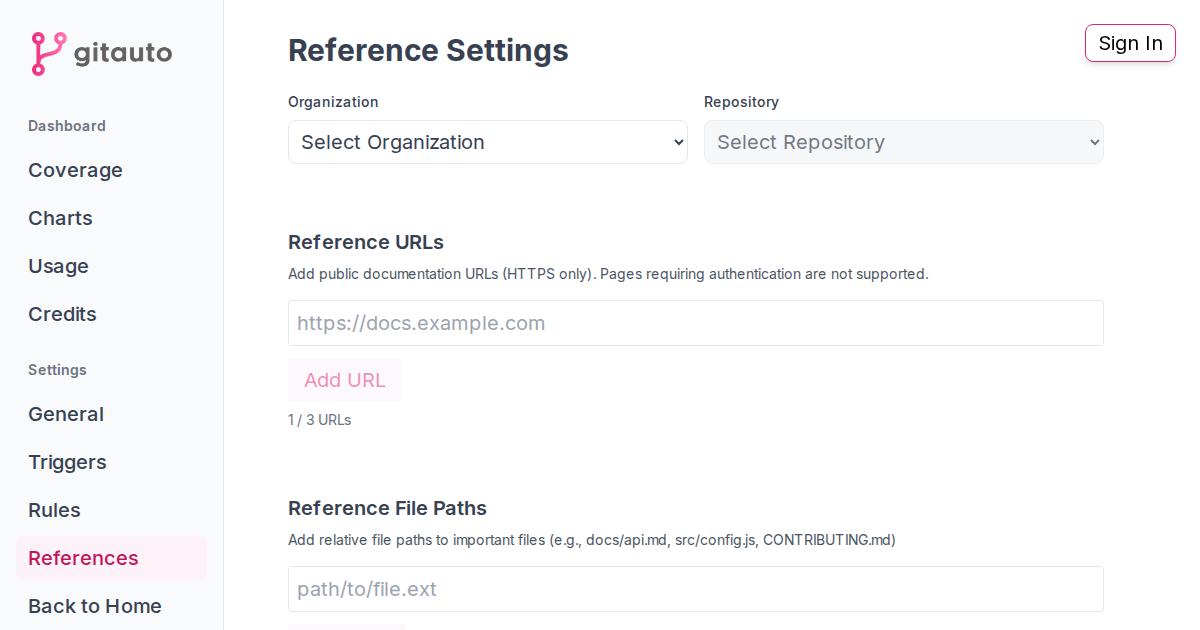 gitauto
Dashboard
Coverage
Charts
Usage
Credits
Settings
General
Triggers
Rules
References
Back to Home
Reference Settings
Sign In
Organization
Repository
Select Organization
Select Repository
Reference URLs
Add public documentation URLs (HTTPS only). Pages requiring authentication are not supported.
https://docs.example.com
Add URL
1 / 3 URLs
Reference File Paths
Add relative file paths to important files (e.g., docs/api.md, src/config.js, CONTRIBUTING.md)
path/to/file.ext